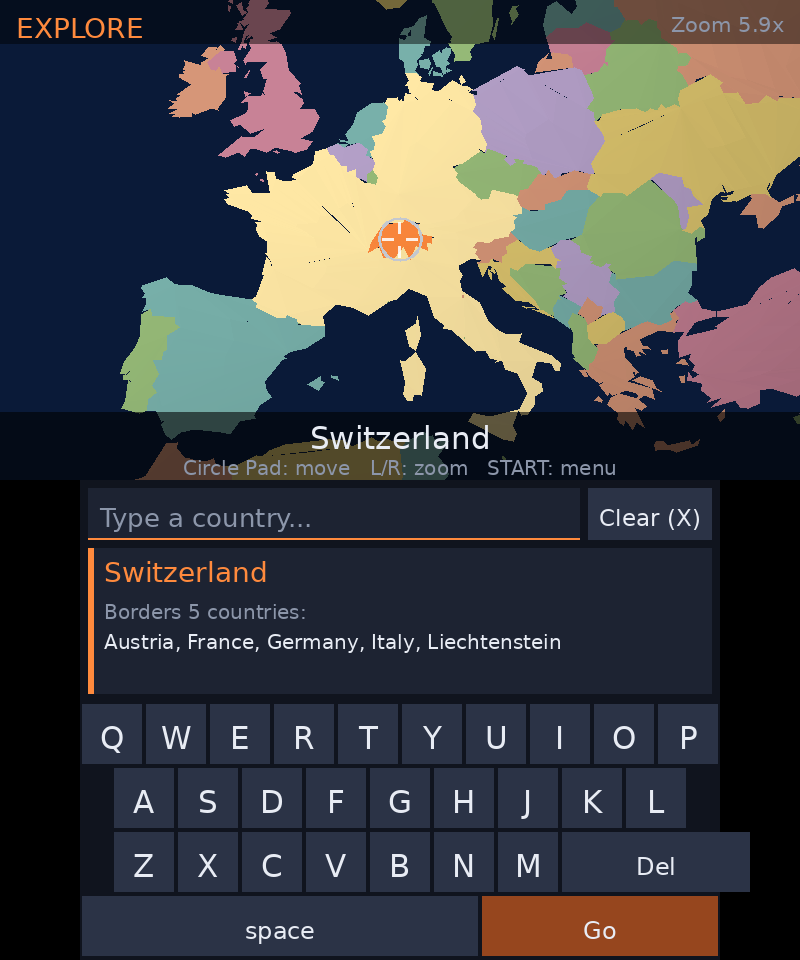 EXPLORE
Zoom 5.9x
Switzerland
Circle Pad: move L/R: zoom START: menu
Type a country...
Clear (X)
Switzerland
Borders 5 countries:
Austria, France, Germany, Italy, Liechtenstein
Q W E R T Y U I O P
A S D F G H J K L
Z X C V B N M Del
space Go